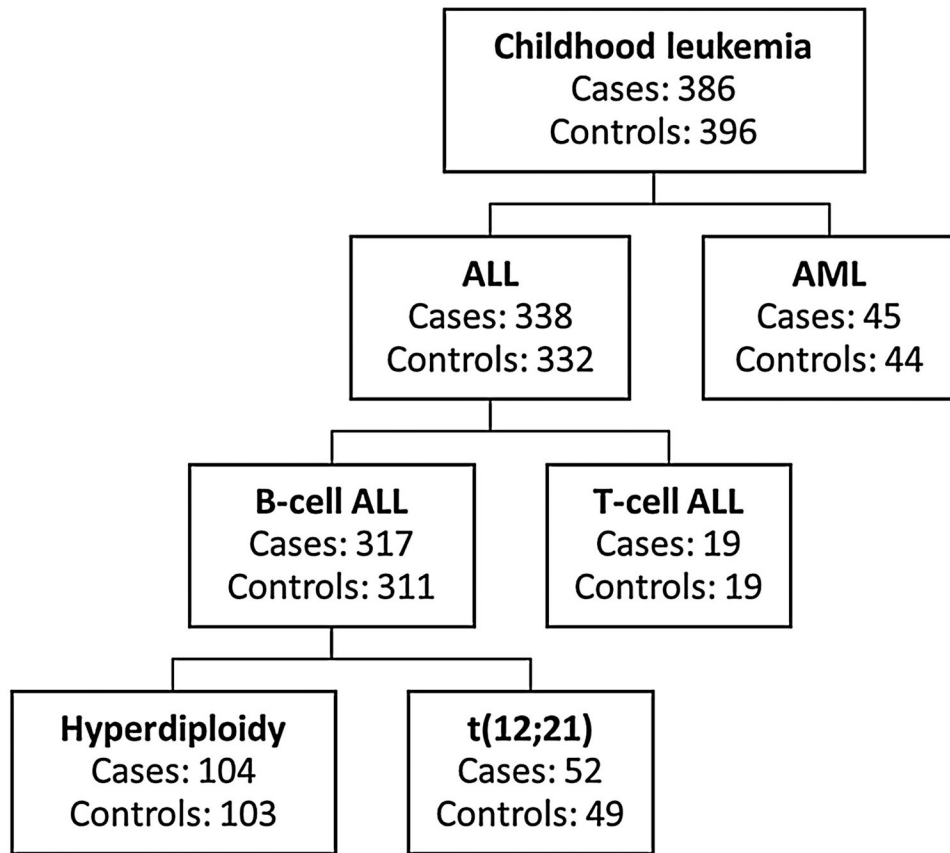 Childhood leukemia
Cases: 386
Controls: 396
ALL
Cases: 338
Controls: 332
AML
Cases: 45
Controls: 44
B-cell ALL
Cases: 317
Controls: 311
T-cell ALL
Cases: 19
Controls: 19
Hyperdiploidy
Cases: 104
Controls: 103
t(12;21)
Cases: 52
Controls: 49